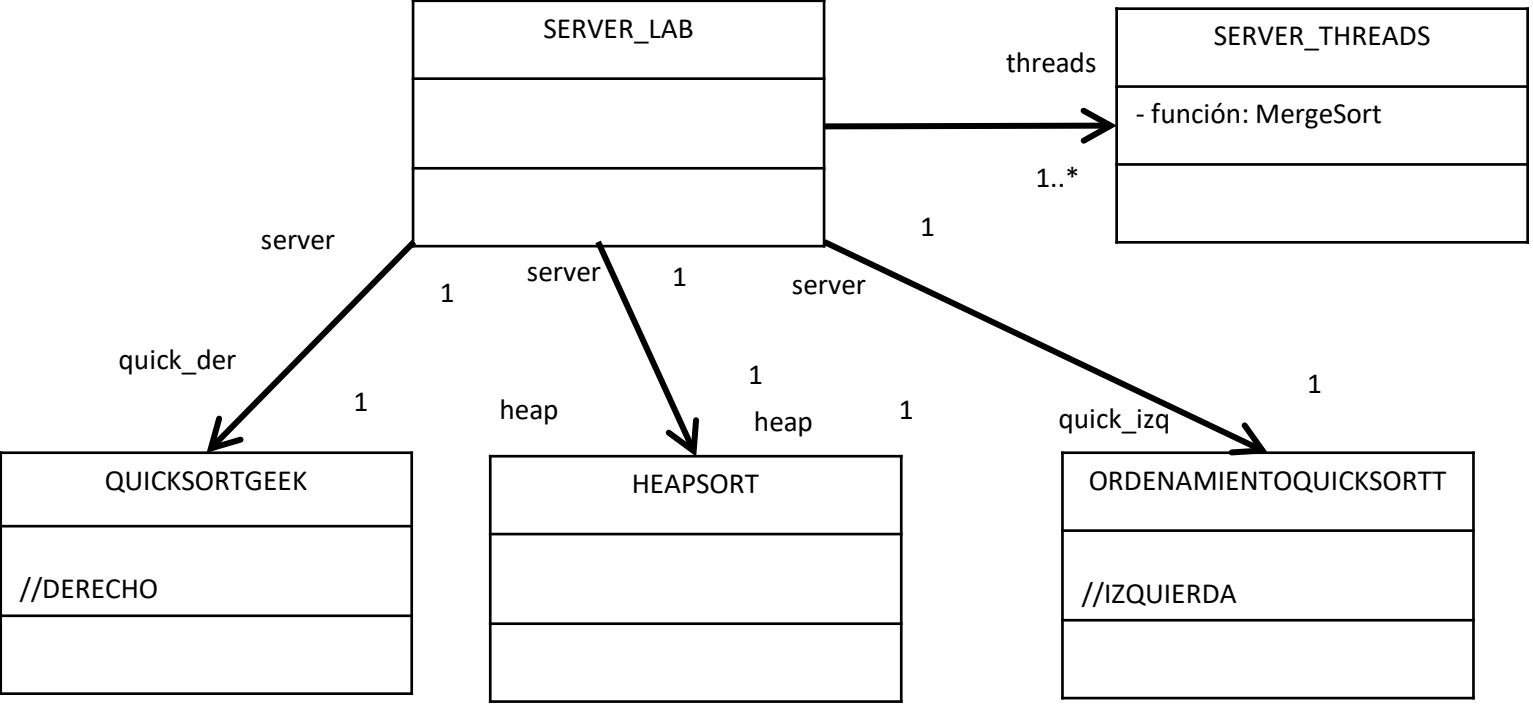 SERVER_LAB
SERVER_THREADS
threads
- función: MergeSort
1..*
server
1
server
1
server
1
quick_der
1
heap
1
heap
1
quick_izq
1
QUICKSORTGEEK
HEAPSORT
ORDENAMIENTOQUICKSORTT
//DERECHO
//IZQUIERDA